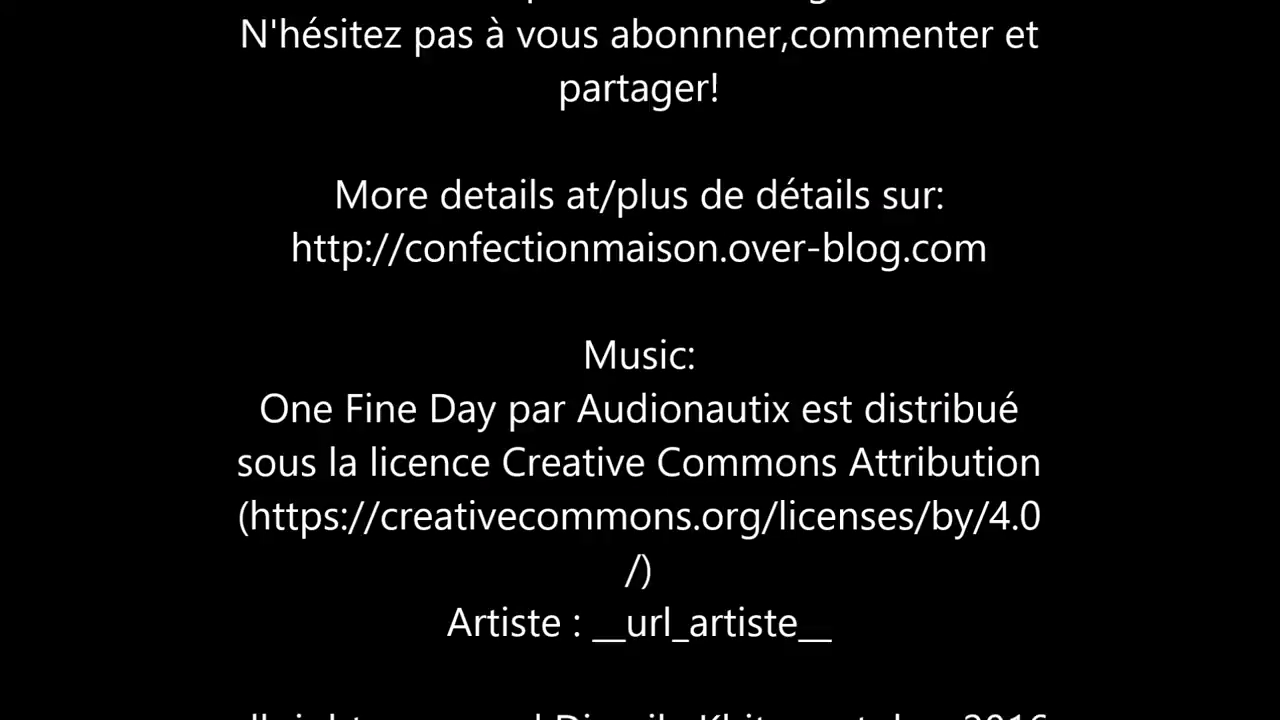 N'hésitez pas à vous abonnner,commenter et
partager!
More details at/plus de détails sur:
http://confectionmaison.over-blog.com
Music:
One Fine Day par Audionautix est distribué
sous la licence Creative Commons Attribution
(https://creativecommons.org/licenses/by/4.0
/)
Artiste : __url_artiste__
2016